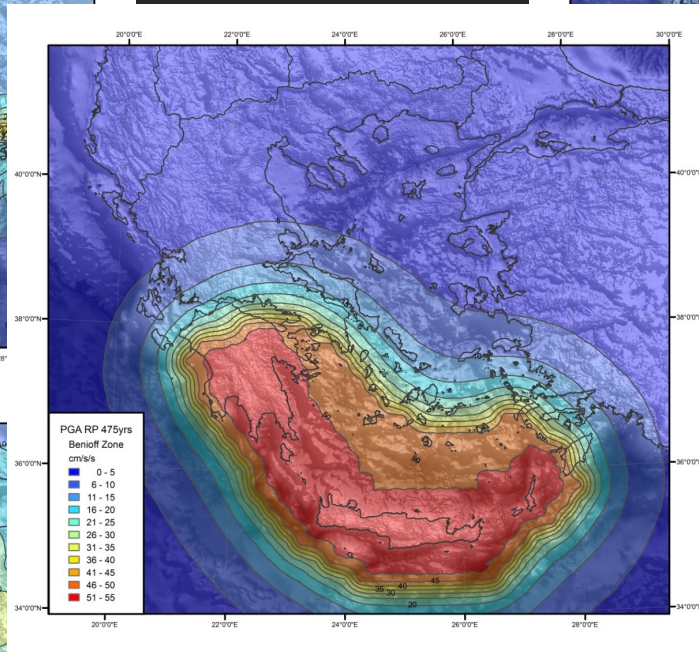 20°0'0"E 22°0'0"E 24°0'0"E 26°0'0"E 28°0'0"E 30°0'0"E
40°0'0"N 40°0'0"N
5
38°0'0"N 38°0'0"N
PGA RP 475yrs
Benioff Zone
cm/s/s
0 - 5
6 - 10
11 - 15
16 - 20
21 - 25
26 - 30
31 - 35
36 - 40
41 - 45
46 - 50
51 - 55
36°0'0"N 36°0'0"N
45
40
35 30
20
34°0'0"N 34°0'0"N
20°0'0"E 22°0'0"E 24°0'0"E 26°0'0"E 28°0'0"E